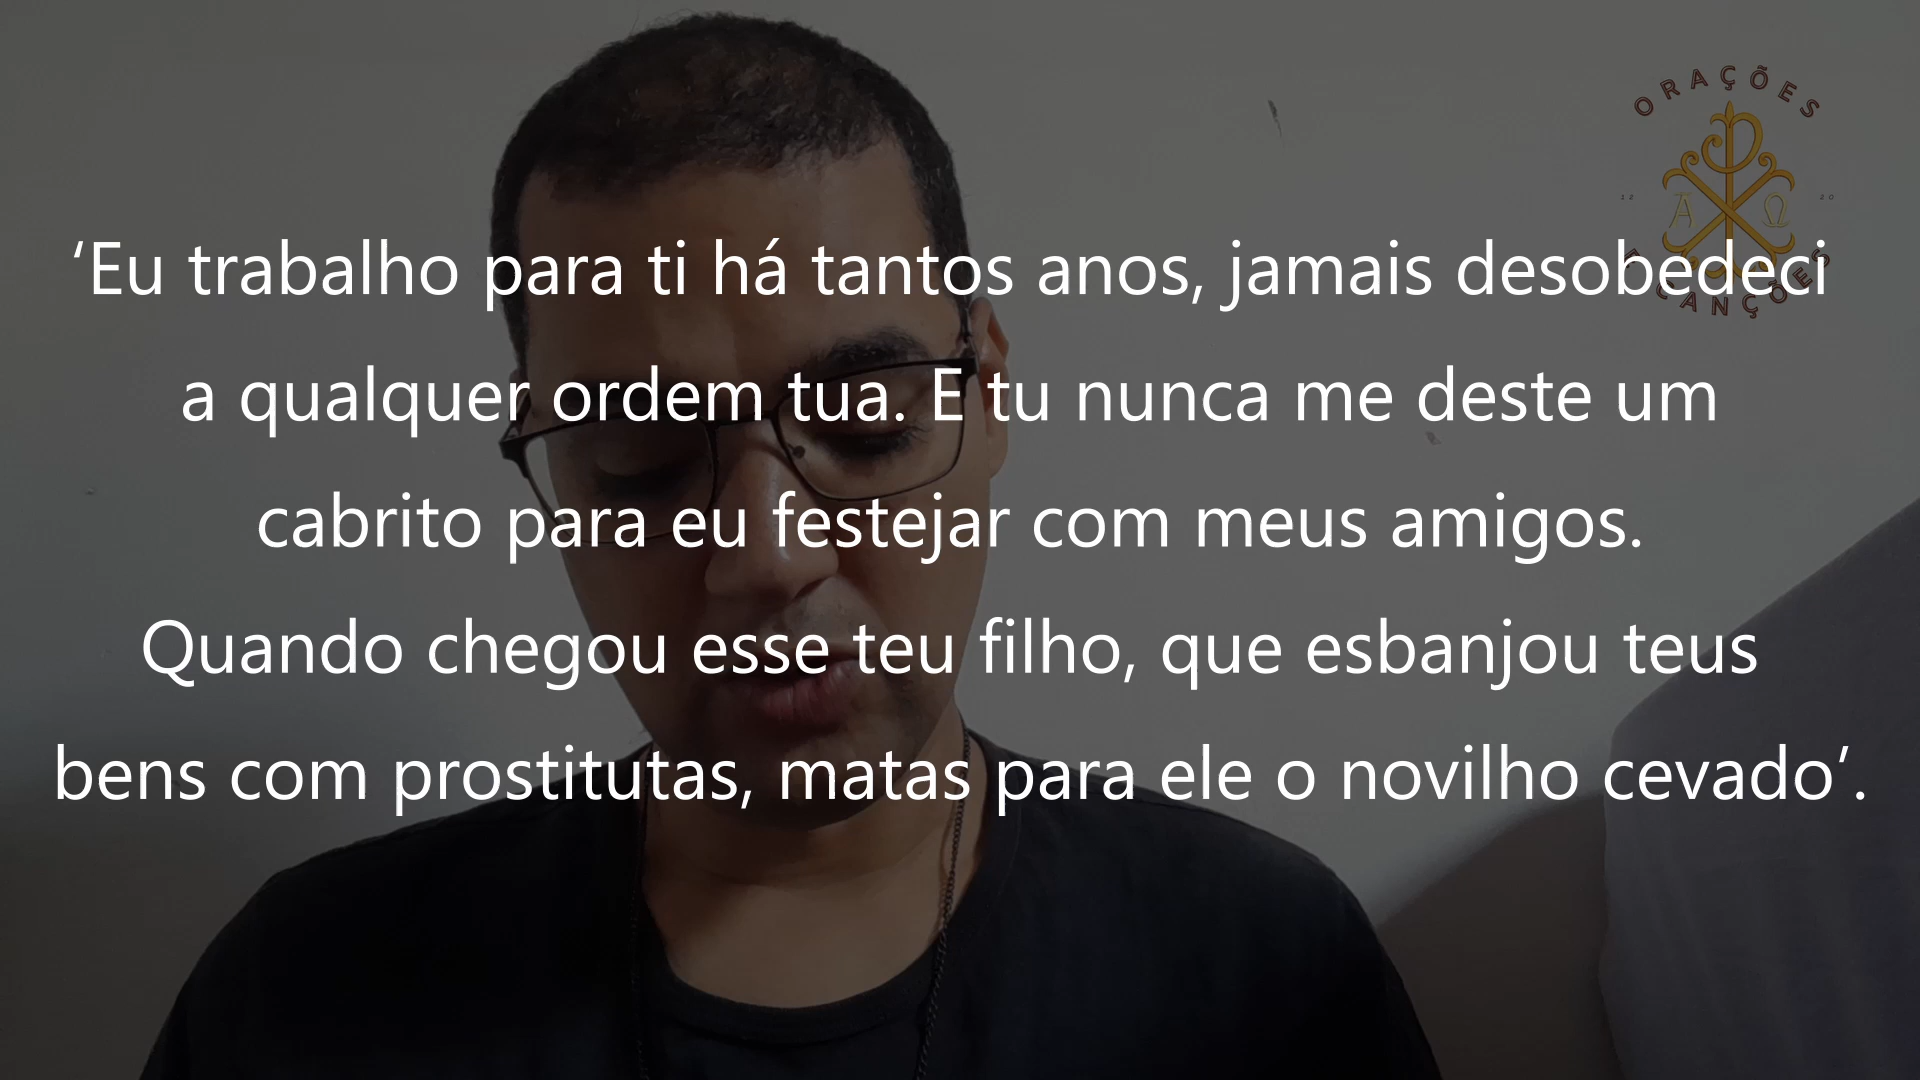 ORAÇÕES
12 20
Α Ω
E CANÇÕES
‘Eu trabalho para ti há tantos anos, jamais desobedeci
a qualquer ordem tua. E tu nunca me deste um
cabrito para eu festejar com meus amigos.
Quando chegou esse teu filho, que esbanjou teus
bens com prostitutas, matas para ele o novilho cevado’.